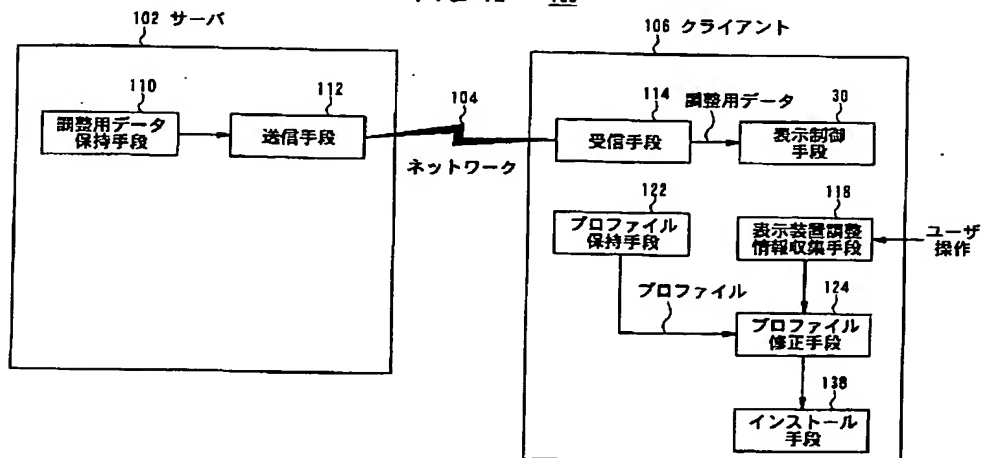 102 サーバ
106 クライアント
110
調整用データ
保持手段
112
送信手段
104
ネットワーク
114
受信手段
調整用データ
30
表示制御
手段
122
プロファイル
保持手段
118
表示装置調整
情報収集手段
ユーザ
操作
プロファイル
124
プロファイル
修正手段
138
インストール
手段